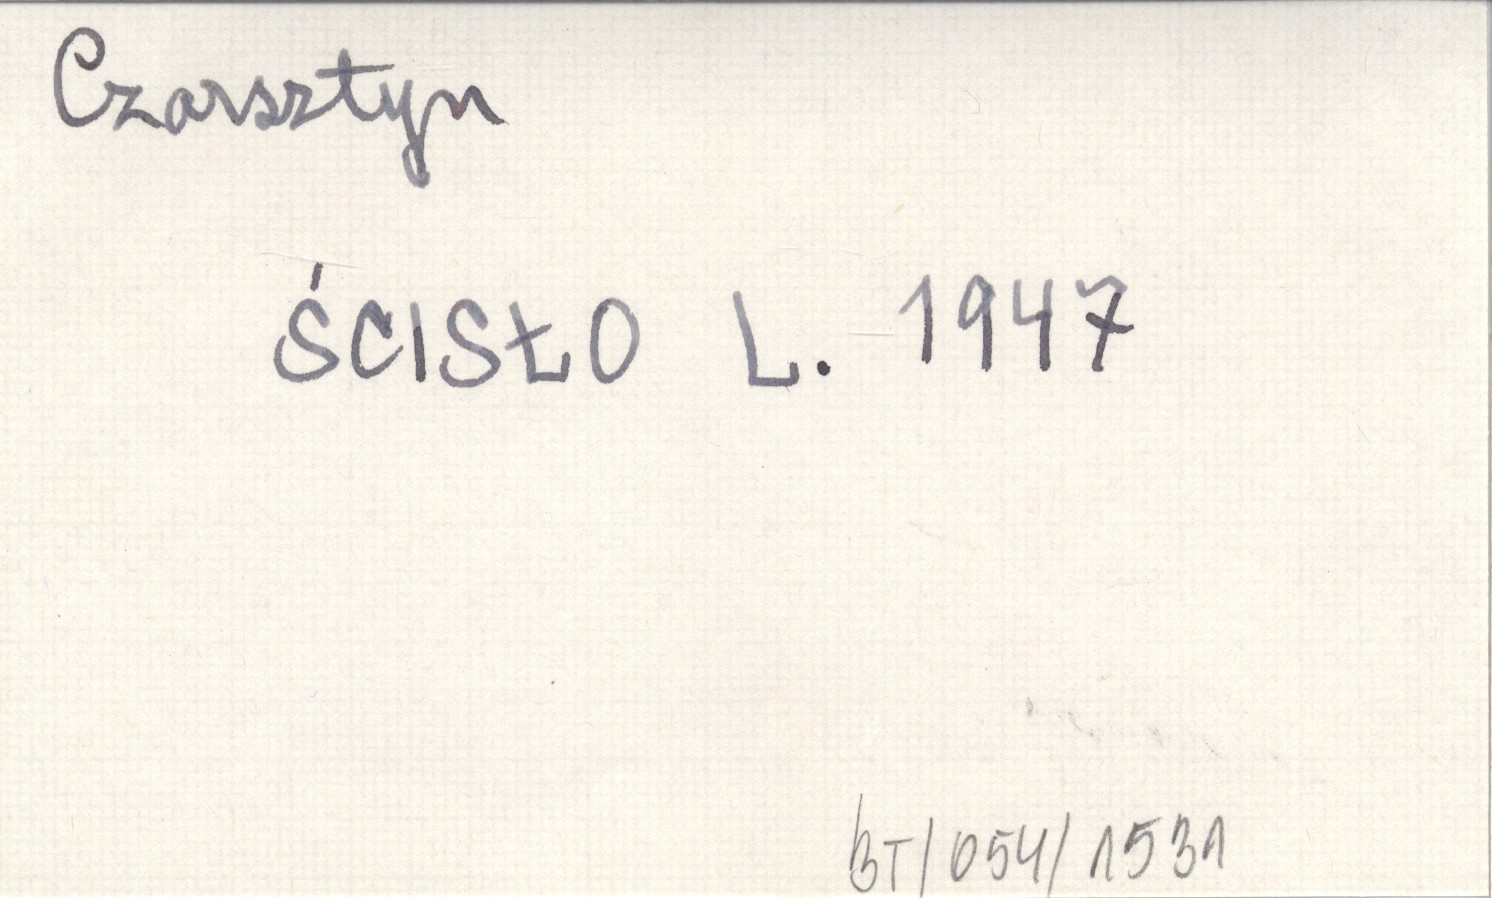 Czarsztyn
ŚCISŁO L. 1947
BT/054/1531